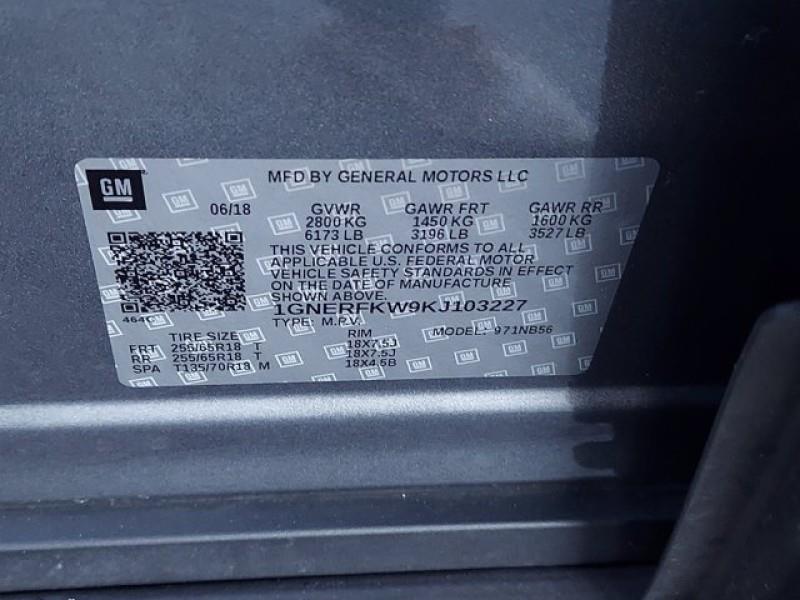 GM
MFD BY GENERAL MOTORS LLC
06/18 GVWR GAWR FRT GAWR RR
2800 KG 1450 KG 1600 KG
6173 LB 3196 LB 3527 LB
THIS VEHICLE CONFORMS TO ALL
APPLICABLE U.S. FEDERAL MOTOR
VEHICLE SAFETY STANDARDS IN EFFECT
ON THE DATE OF MANUFACTURE
SHOWN ABOVE.
1GNERFKW9KJ103227
TYPE: M.P.V. MODEL: 971NB56
TIRE SIZE RIM
FRT 255/65R18 T 18X7.5J
RR 255/65R18 T 18X7.5J
SPA T135/70R18 M 18X4.5B